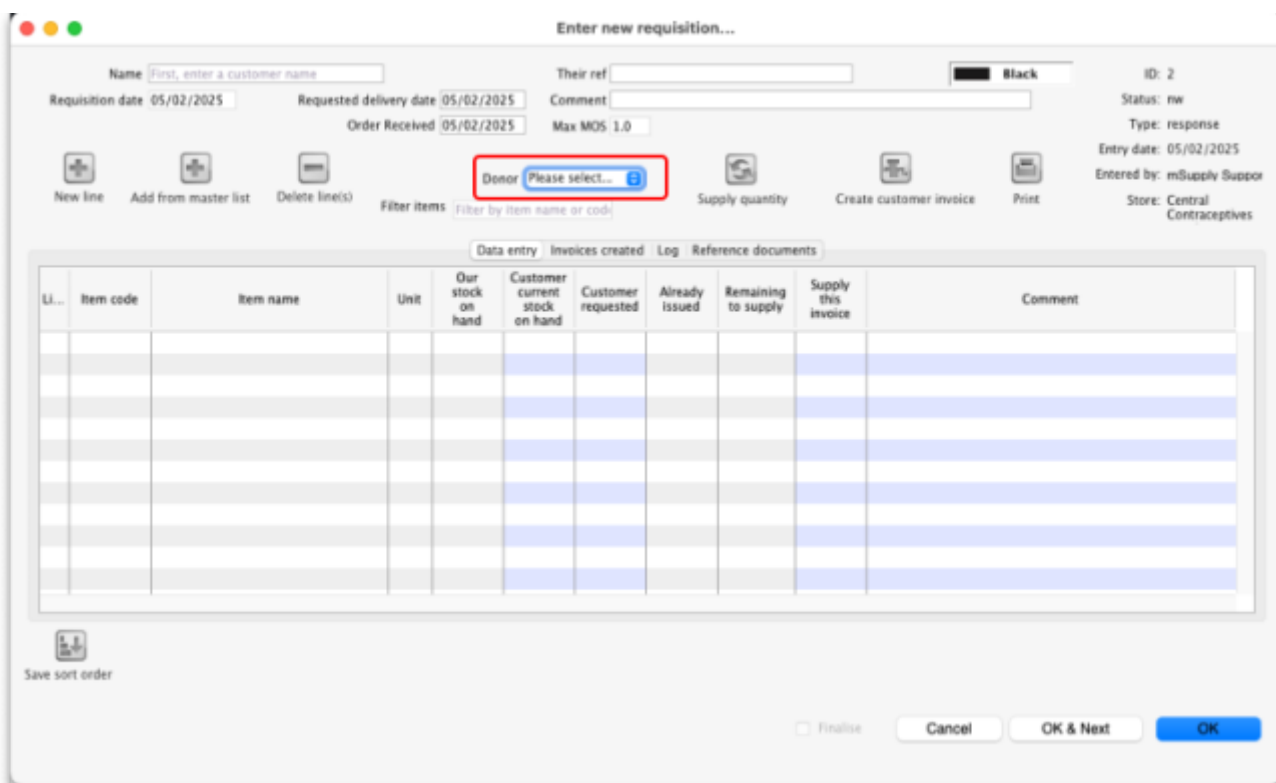 Enter new requisition...
Name First, enter a customer name Their ref Black ID: 2
Requisition date 05/02/2025 Requested delivery date 05/02/2025 Comment Status: nw
Order Received 05/02/2025 Max MOS 1.0 Type: response
Entry date: 05/02/2025
Donor Please select... Entered by: mSupply Suppor
New line Add from master list Delete line(s) Supply quantity Create customer invoice Print Store: Central
Filter items Filter by item name or code Contraceptives
Data entry Invoices created Log Reference documents
Li... Item code Item name Unit Our stock on hand Customer current stock on hand Customer requested Already issued Remaining to supply Supply this invoice Comment
Save sort order
Finalise Cancel OK & Next OK